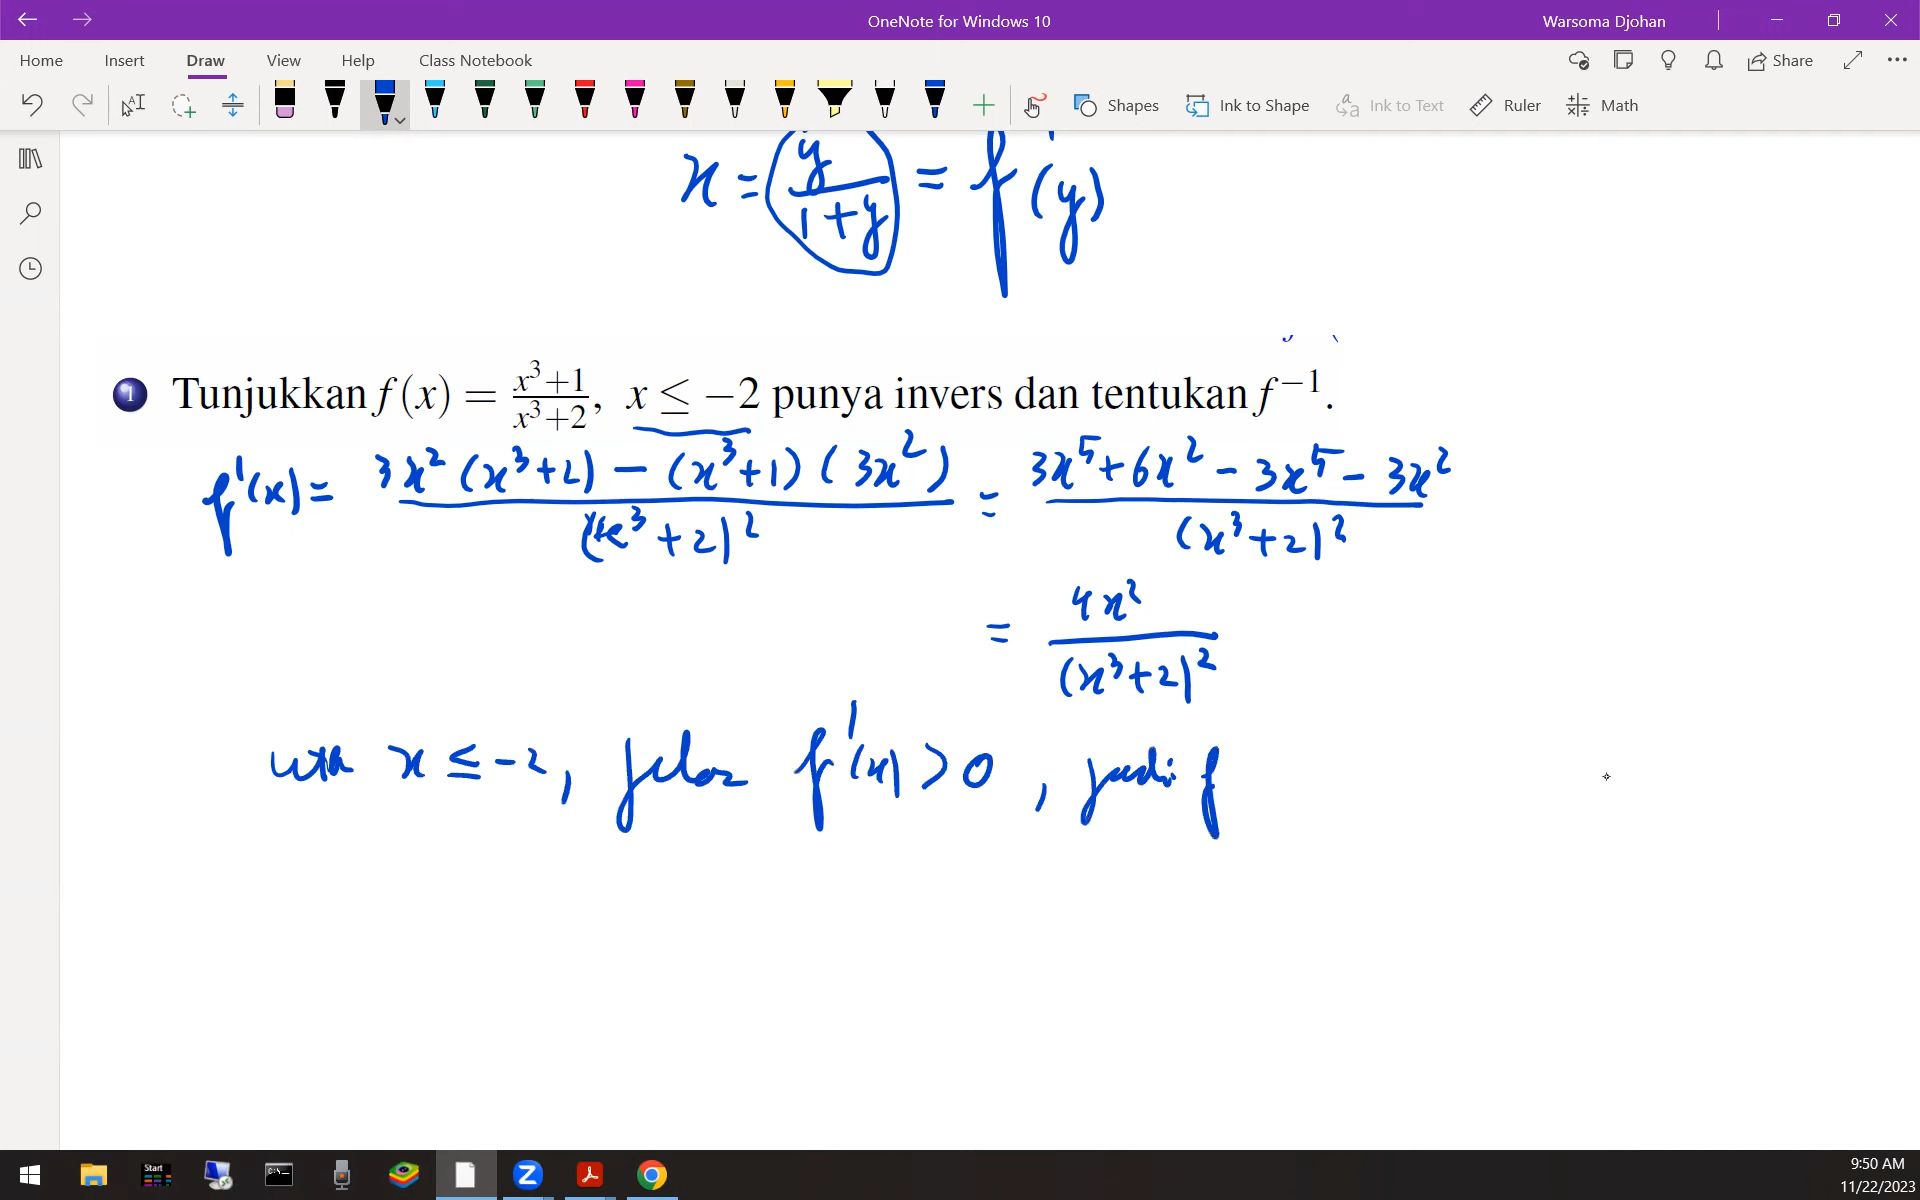 OneNote for Windows 10 Warsoma Djohan
Home Insert Draw View Help Class Notebook Share
Shapes Ink to Shape Ink to Text Ruler Math
x = y/(1+y) = f (y)
1 Tunjukkan f(x) = (x³+1)/(x³+2), x ≤ −2 punya invers dan tentukan f⁻¹.
f'(x) = (3x² (x³+2) − (x³+1) (3x²))/(x³+2)² = (3x⁵ + 6x² − 3x⁵ − 3x²)/(x³+2)²
= 4x²/(x³+2)²
utk x ≤ −2, jelas f'(x) > 0, jadi f
Start
9:50 AM
11/22/2023